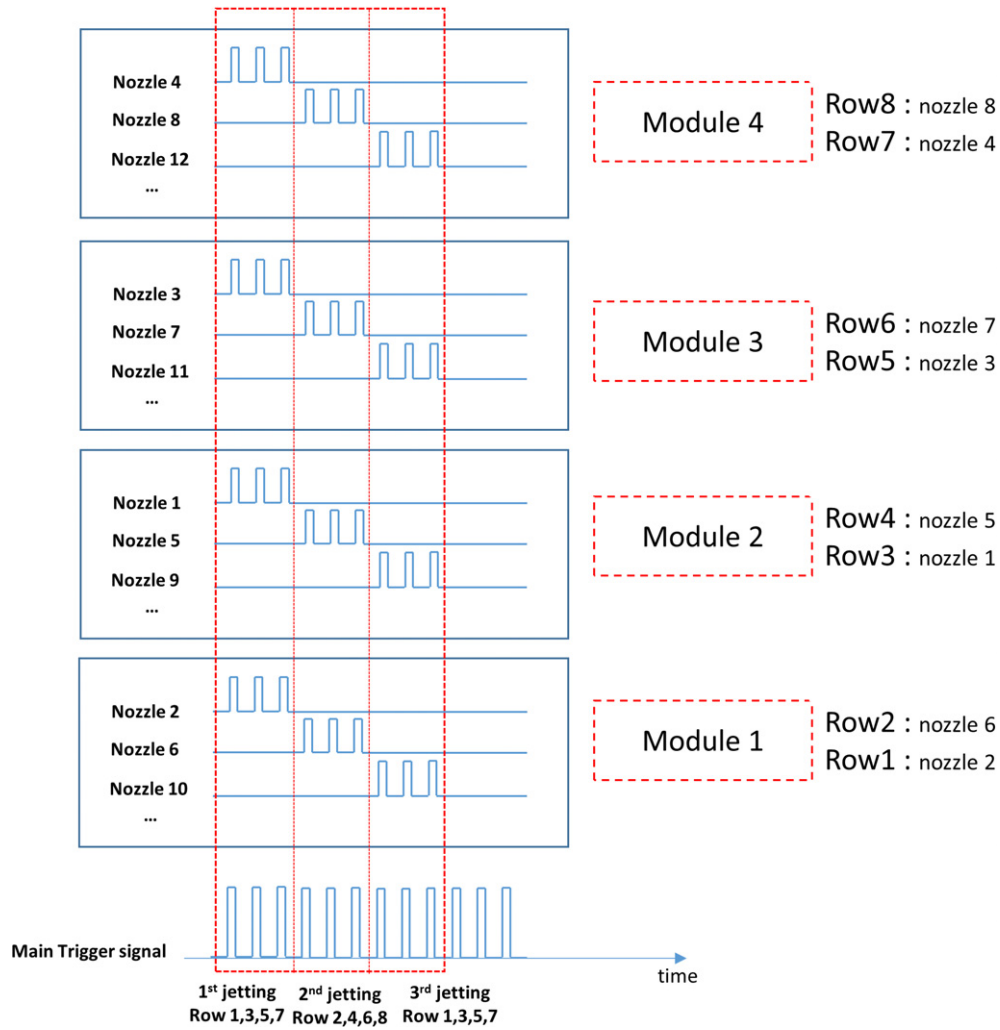 Nozzle 4
Nozzle 8
Nozzle 12
...
Module 4
Row8 : nozzle 8
Row7 : nozzle 4
Nozzle 3
Nozzle 7
Nozzle 11
...
Module 3
Row6 : nozzle 7
Row5 : nozzle 3
Nozzle 1
Nozzle 5
Nozzle 9
...
Module 2
Row4 : nozzle 5
Row3 : nozzle 1
Nozzle 2
Nozzle 6
Nozzle 10
...
Module 1
Row2 : nozzle 6
Row1 : nozzle 2
Main Trigger signal
time
1st jetting
Row 1,3,5,7
2nd jetting
Row 2,4,6,8
3rd jetting
Row 1,3,5,7